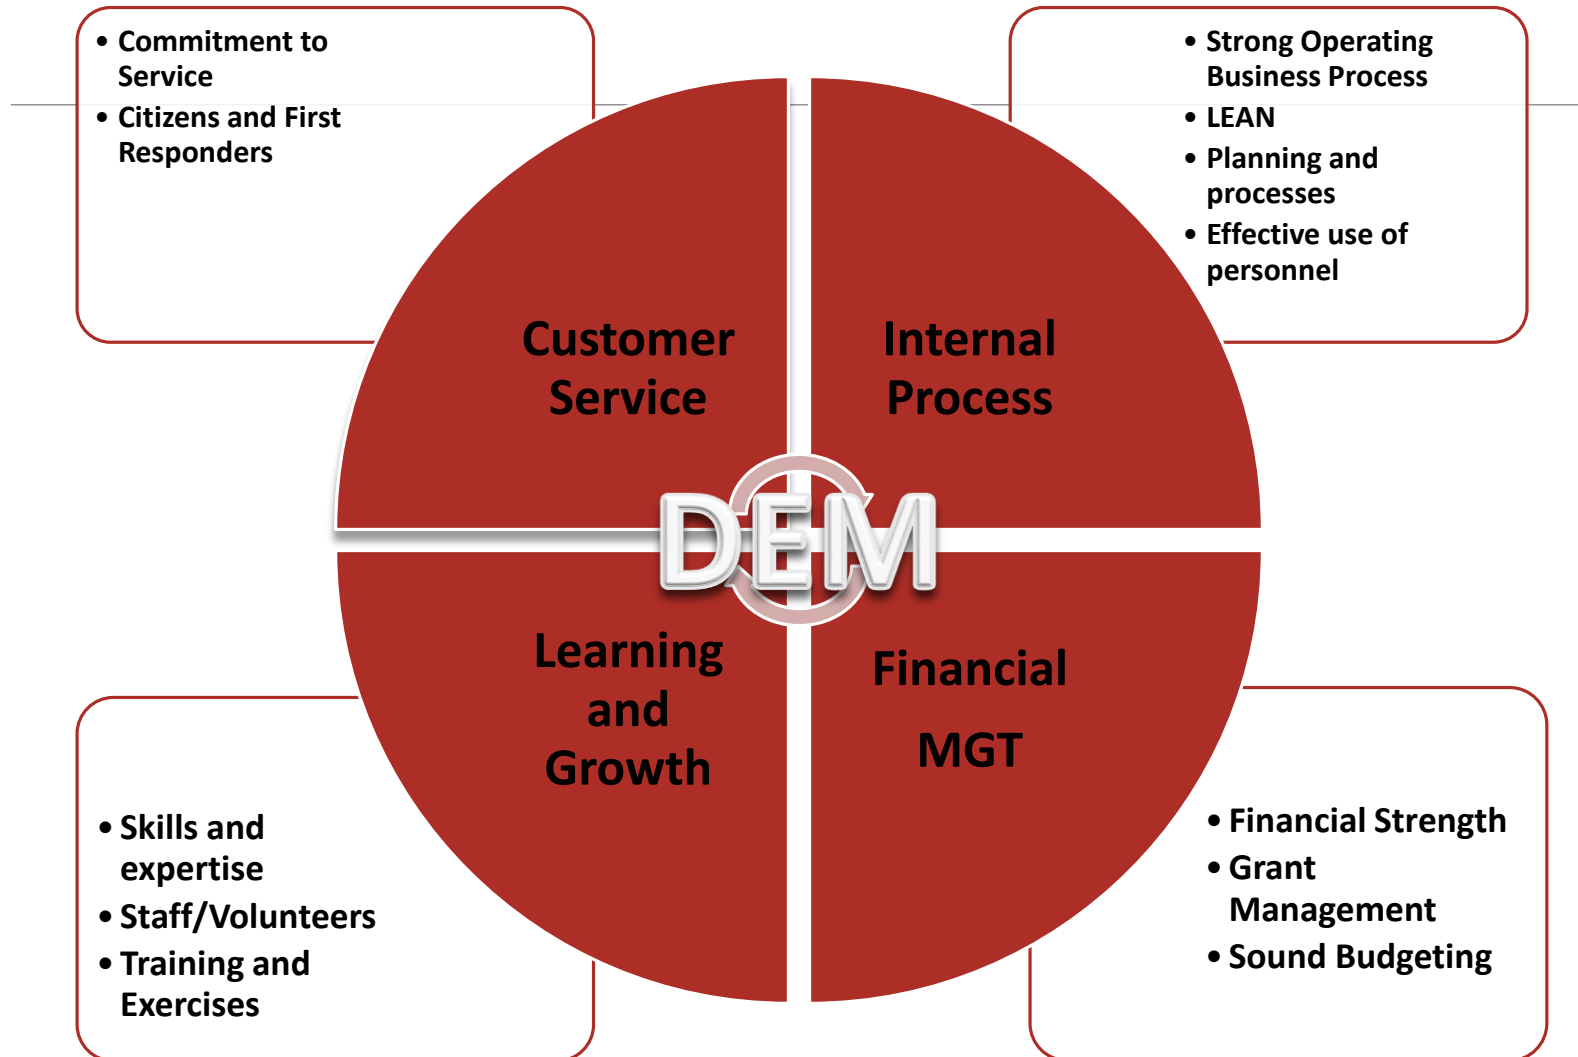 • Commitment to
Service
• Citizens and First
Responders
• Strong Operating
Business Process
• LEAN
• Planning and
processes
• Effective use of
personnel
Customer
Service
Internal
Process
DEM
Learning
and
Growth
Financial
MGT
• Skills and
expertise
• Staff/Volunteers
• Training and
Exercises
• Financial Strength
• Grant
Management
• Sound Budgeting